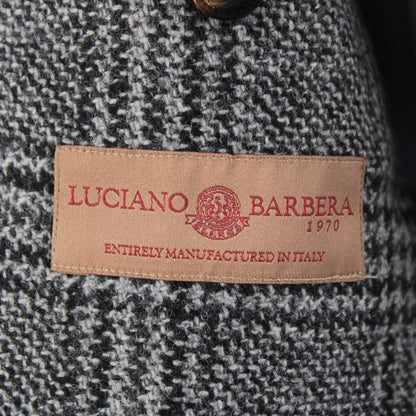 LUCIANO BARBERA
1970
ENTIRELY MANUFACTURED IN ITALY